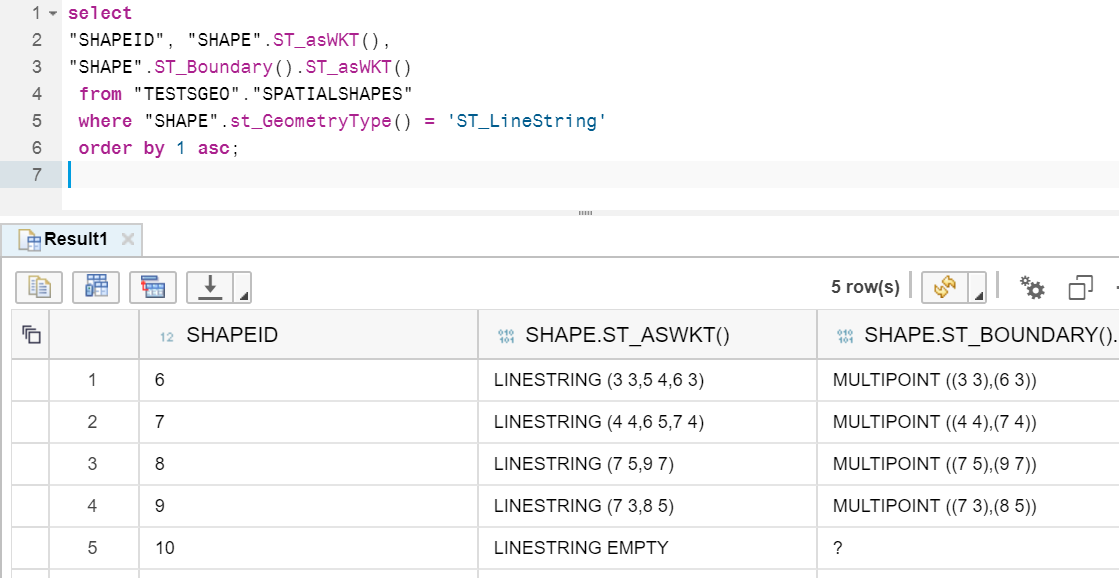 1 select
2 "SHAPEID", "SHAPE".ST_asWKT(),
3 "SHAPE".ST_Boundary().ST_asWKT()
4 from "TESTSGEO"."SPATIALSHAPES"
5 where "SHAPE".st_GeometryType() = 'ST_LineString'
6 order by 1 asc;
7
Result1
5 row(s)
12 SHAPEID 010 101 SHAPE.ST_ASWKT() 010 101 SHAPE.ST_BOUNDARY().
1 6 LINESTRING (3 3,5 4,6 3) MULTIPOINT ((3 3),(6 3))
2 7 LINESTRING (4 4,6 5,7 4) MULTIPOINT ((4 4),(7 4))
3 8 LINESTRING (7 5,9 7) MULTIPOINT ((7 5),(9 7))
4 9 LINESTRING (7 3,8 5) MULTIPOINT ((7 3),(8 5))
5 10 LINESTRING EMPTY ?